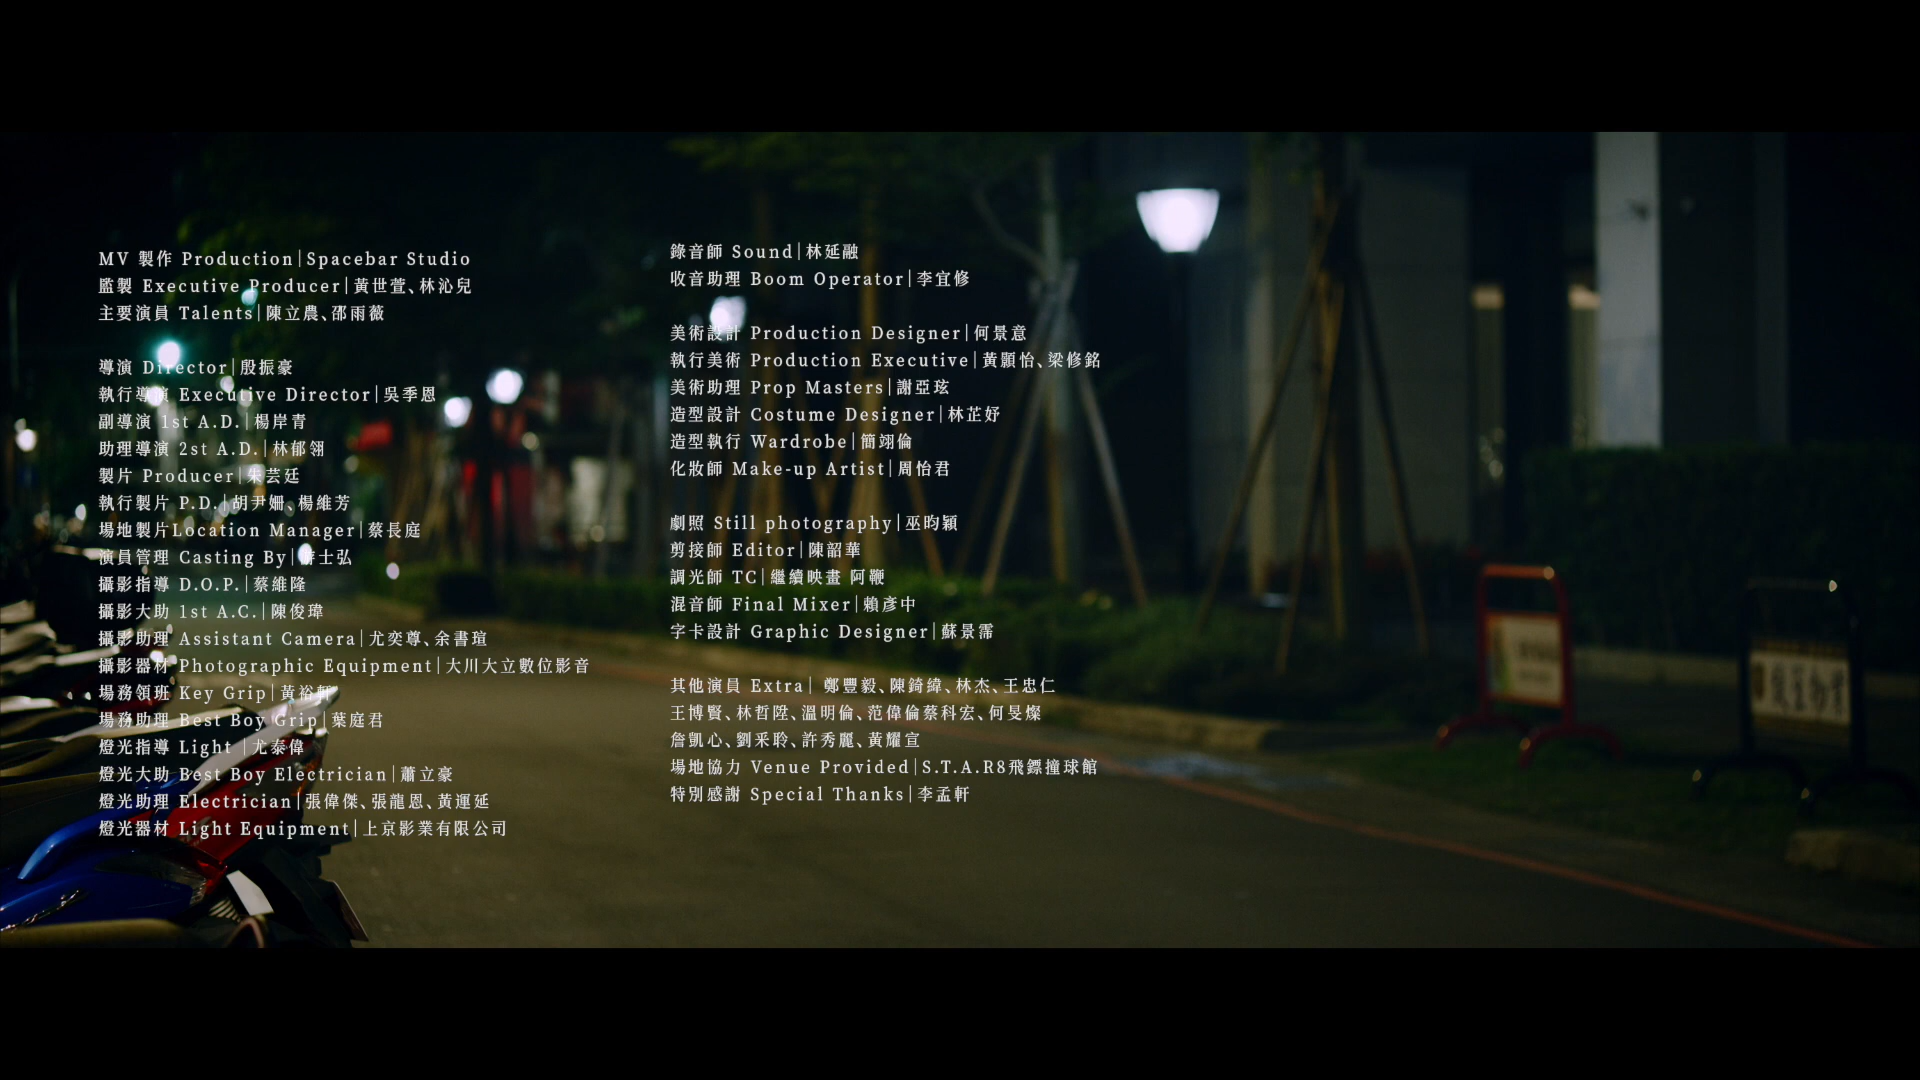 MV 製作 Production|Spacebar Studio
監製 Executive Producer|黃世萱、林沁兒
主要演員 Talents|陳立農、邵雨薇
導演 Director|殷振豪
執行導演 Executive Director|吳季恩
副導演 1st A.D.|楊岸青
助理導演 2st A.D.|林郁翎
製片 Producer|朱芸廷
執行製片 P.D.|胡尹姍、楊維芳
場地製片Location Manager|蔡長庭
演員管理 Casting By|士弘
攝影指導 D.O.P.|蔡維隆
攝影大助 1st A.C.|陳俊瑋
攝影助理 Assistant Camera|尤奕尊、余書瑄
攝影器材 Photographic Equipment|大川大立數位影音
場務領班 Key Grip|黃裕軒
場務助理 Best Boy Grip|葉庭君
燈光指導 Light |尤泰偉
燈光大助 Best Boy Electrician|蕭立豪
燈光助理 Electrician|張偉傑、張龍恩、黃運延
燈光器材 Light Equipment|上京影業有限公司
錄音師 Sound|林延融
收音助理 Boom Operator|李宜修
美術設計 Production Designer|何景意
執行美術 Production Executive|黃顥怡、梁修銘
美術助理 Prop Masters|謝亞玹
造型設計 Costume Designer|林芷妤
造型執行 Wardrobe|簡翊倫
化妝師 Make-up Artist|周怡君
劇照 Still photography|巫昀穎
剪接師 Editor|陳韶華
調光師 TC|繼續映畫 阿鞭
混音師 Final Mixer|賴彥中
字卡設計 Graphic Designer|蘇景霈
其他演員 Extra| 鄭豐毅、陳錡緯、林杰、王忠仁
王博賢、林哲陞、溫明倫、范偉倫蔡科宏、何旻燦
詹凱心、劉釆聆、許秀麗、黃耀宣
場地協力 Venue Provided|S.T.A.R8飛鏢撞球館
特別感謝 Special Thanks|李孟軒